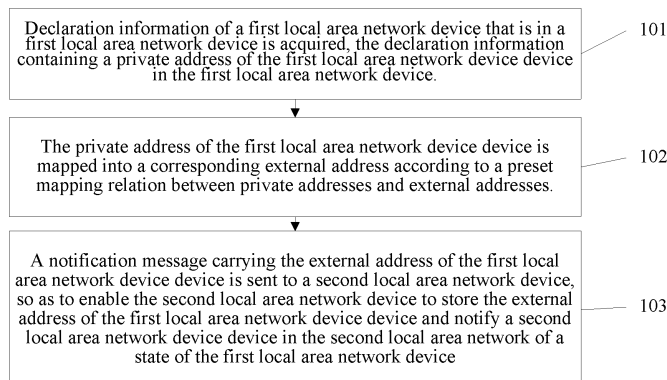 Declaration information of a first local area network device that is in a
first local area network device is acquired, the declaration information
containing a private address of the first local area network device device
in the first local area network device.
101
The private address of the first local area network device device is
mapped into a corresponding external address according to a preset
mapping relation between private addresses and external addresses.
102
A notification message carrying the external address of the first local
area network device device is sent to a second local area network device,
so as to enable the second local area network device to store the external
address of the first local area network device device and notify a second
local area network device device in the second local area network of a
state of the first local area network device
103